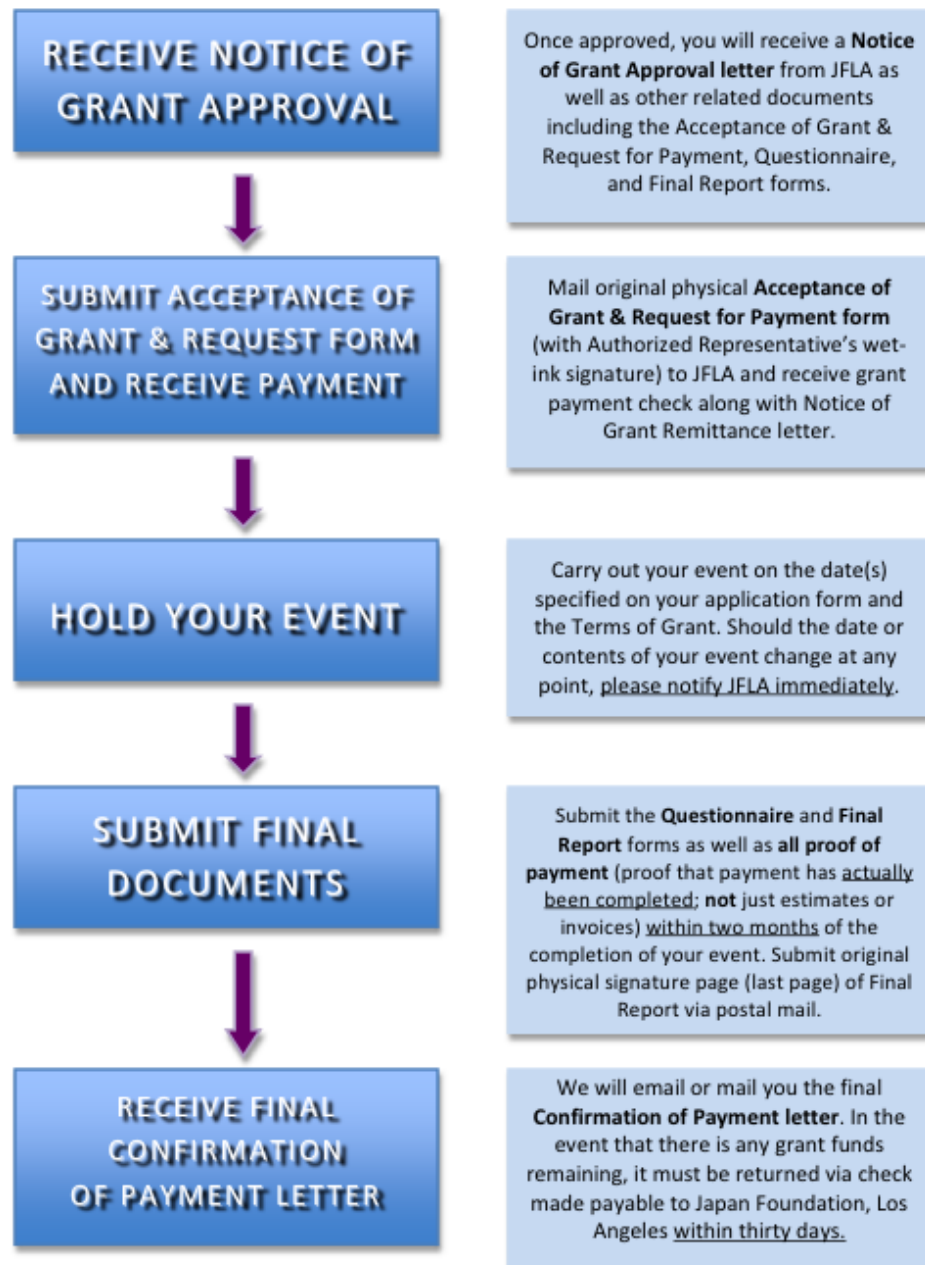 RECEIVE NOTICE OF
GRANT APPROVAL
Once approved, you will receive a Notice
of Grant Approval letter from JFLA as
well as other related documents
including the Acceptance of Grant &
Request for Payment, Questionnaire,
and Final Report forms.
SUBMIT ACCEPTANCE OF
GRANT & REQUEST FORM
AND RECEIVE PAYMENT
Mail original physical Acceptance of
Grant & Request for Payment form
(with Authorized Representative's wet-
ink signature) to JFLA and receive grant
payment check along with Notice of
Grant Remittance letter.
HOLD YOUR EVENT
Carry out your event on the date(s)
specified on your application form and
the Terms of Grant. Should the date or
contents of your event change at any
point, please notify JFLA immediately.
SUBMIT FINAL
DOCUMENTS
Submit the Questionnaire and Final
Report forms as well as all proof of
payment (proof that payment has actually
been completed; not just estimates or
invoices) within two months of the
completion of your event. Submit original
physical signature page (last page) of Final
Report via postal mail.
RECEIVE FINAL
CONFIRMATION
OF PAYMENT LETTER
We will email or mail you the final
Confirmation of Payment letter. In the
event that there is any grant funds
remaining, it must be returned via check
made payable to Japan Foundation, Los
Angeles within thirty days.